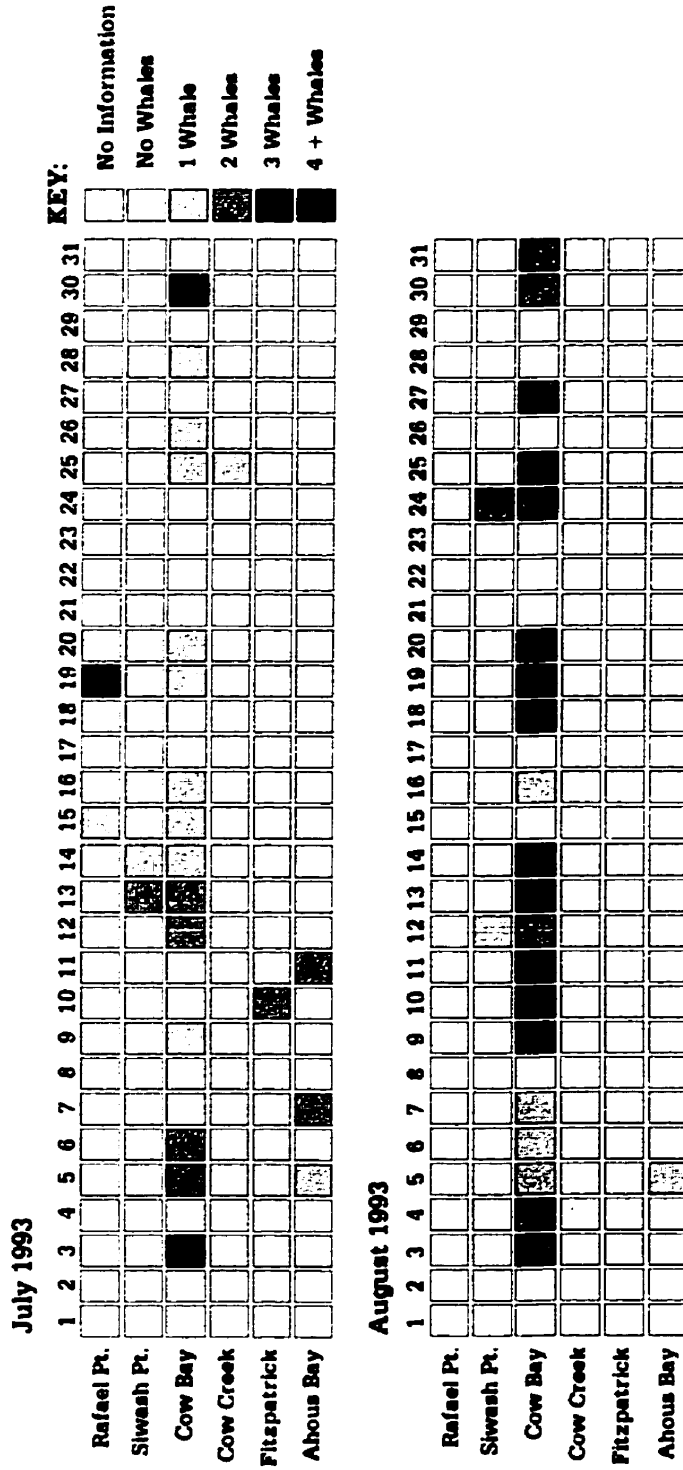 July 1993
1 2 3 4 5 6 7 8 9 10 11 12 13 14 15 16 17 18 19 20 21 22 23 24 25 26 27 28 29 30 31
Rafael Pt.
Siwash Pt.
Cow Bay
Cow Creek
Fitzpatrick
Ahous Bay
KEY:
No Information
No Whales
1 Whale
2 Whales
3 Whales
4 + Whales
August 1993
1 2 3 4 5 6 7 8 9 10 11 12 13 14 15 16 17 18 19 20 21 22 23 24 25 26 27 28 29 30 31
Rafael Pt.
Siwash Pt.
Cow Bay
Cow Creek
Fitzpatrick
Ahous Bay